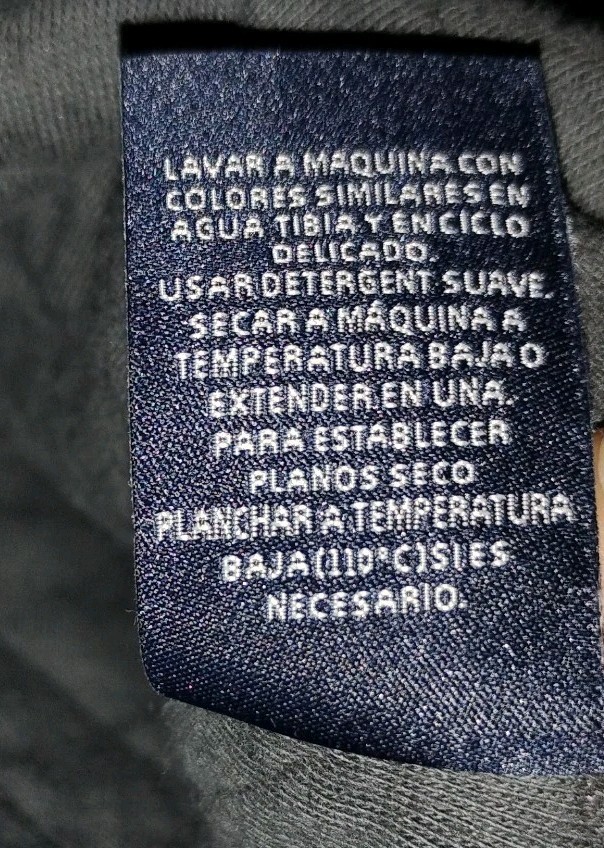 LAVAR A MAQUINA CON
COLORES SIMILARES EN
AGUA TIBIA Y EN CICLO
DELICADO.
USAR DETERGENT SUAVE.
SECAR A MÁQUINA A
TEMPERATURA BAJA O
EXTENDER EN UNA.
PARA ESTABLECER
PLANOS SECO
PLANCHAR A TEMPERATURA
BAJA (110°C) SI ES
NECESARIO.